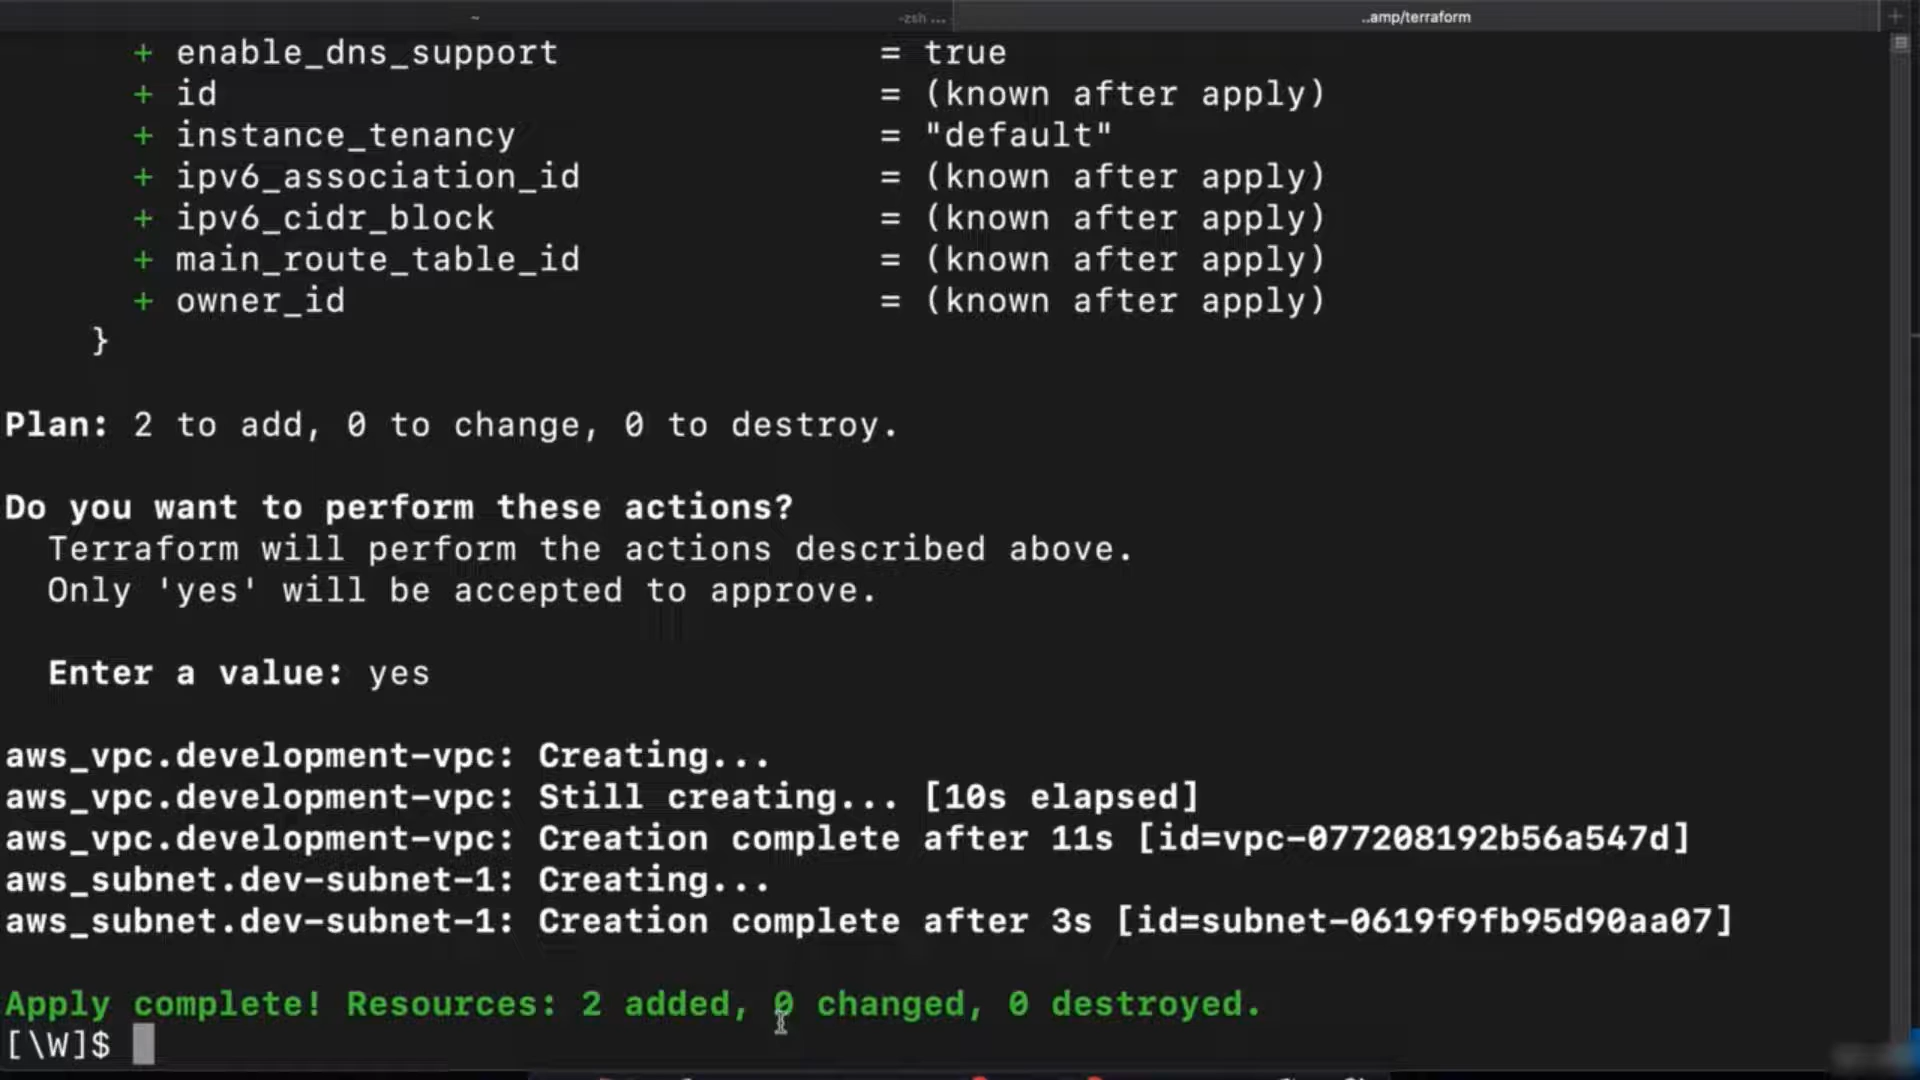 ~ -zsh ... ..amp/terraform +
+ enable_dns_support = true
+ id = (known after apply)
+ instance_tenancy = "default"
+ ipv6_association_id = (known after apply)
+ ipv6_cidr_block = (known after apply)
+ main_route_table_id = (known after apply)
+ owner_id = (known after apply)
}
Plan: 2 to add, 0 to change, 0 to destroy.
Do you want to perform these actions?
Terraform will perform the actions described above.
Only 'yes' will be accepted to approve.
Enter a value: yes
aws_vpc.development-vpc: Creating...
aws_vpc.development-vpc: Still creating... [10s elapsed]
aws_vpc.development-vpc: Creation complete after 11s [id=vpc-077208192b56a547d]
aws_subnet.dev-subnet-1: Creating...
aws_subnet.dev-subnet-1: Creation complete after 3s [id=subnet-0619f9fb95d90aa07]
Apply complete! Resources: 2 added, 0 changed, 0 destroyed.
[\W]$